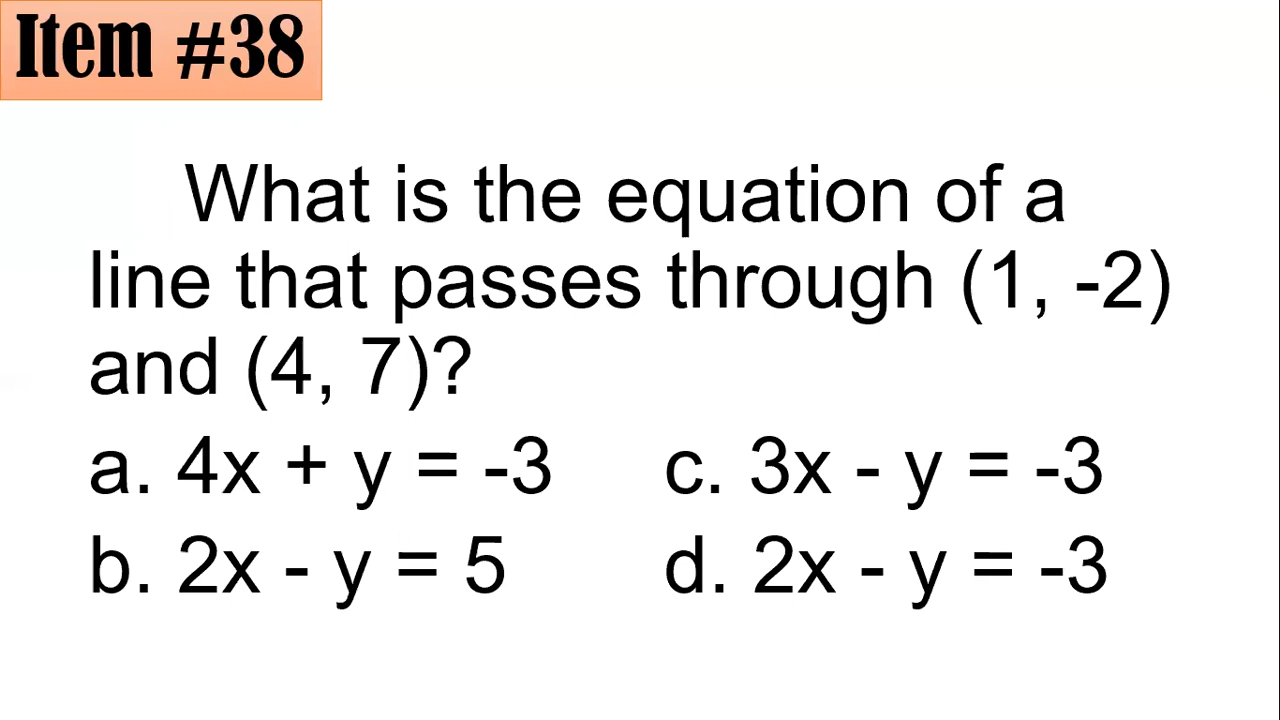 Item #38
What is the equation of a
line that passes through (1, -2)
and (4, 7)?
a. 4x + y = -3 c. 3x - y = -3
b. 2x - y = 5 d. 2x - y = -3